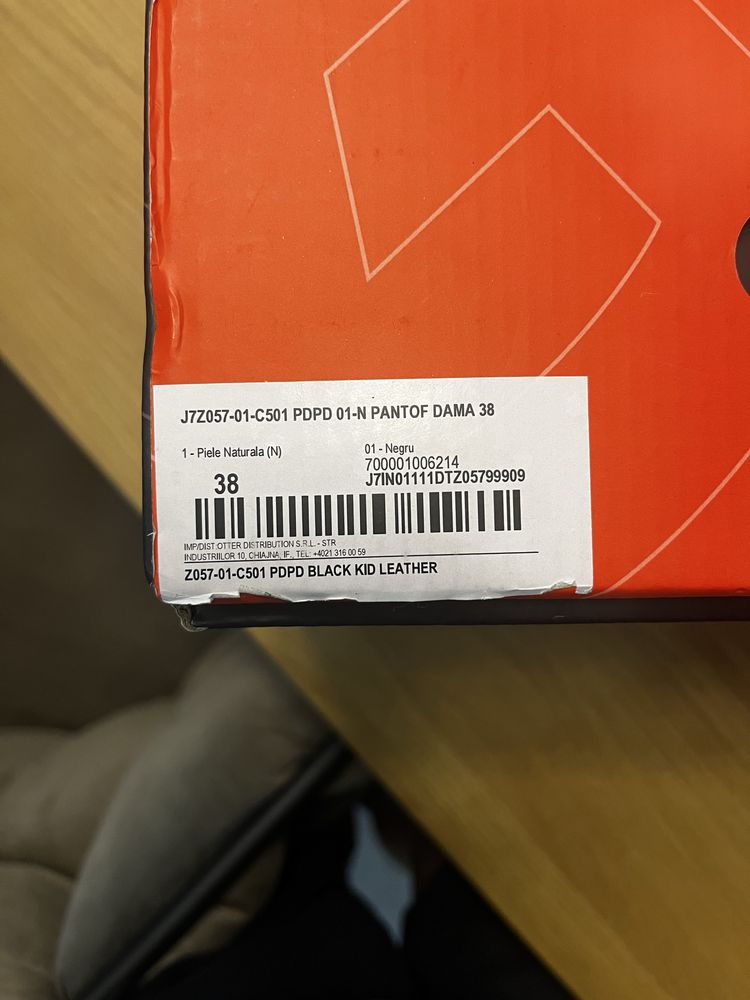 J7Z057-01-C501 PDPD 01-N PANTOF DAMA 38
1 - Piele Naturala (N)
01 - Negru
700001006214
38
J7IN01111DTZ05799909
IMP/DIST:OTTER DISTRIBUTION S.R.L. - STR
INDUSTRIILOR 10, CHIAJNA, IF., TEL: +4021 316 00 59
Z057-01-C501 PDPD BLACK KID LEATHER